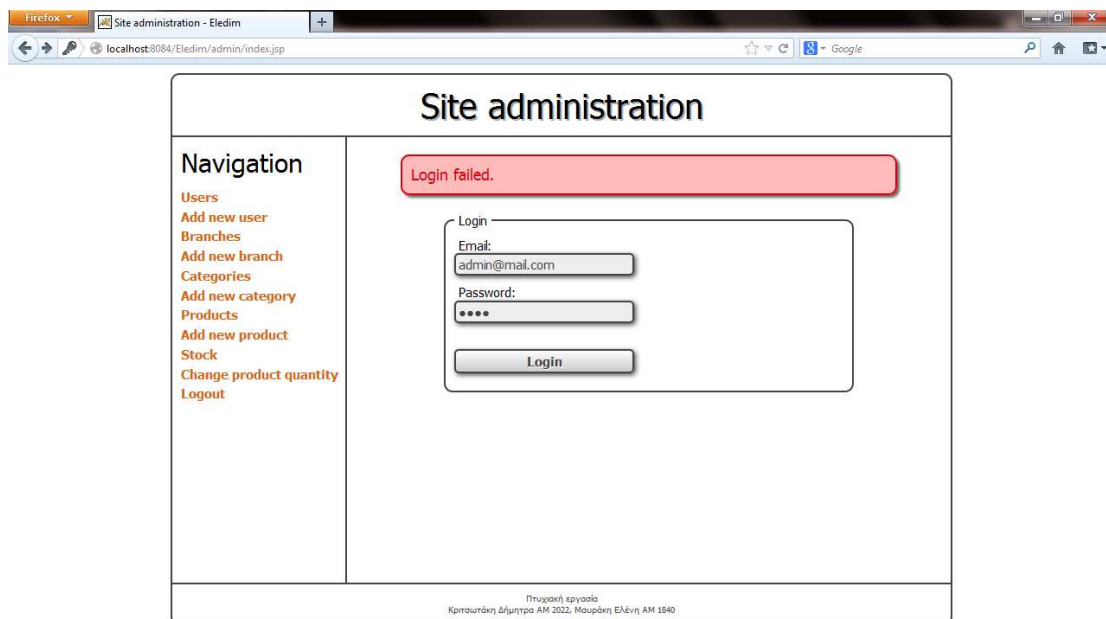 Firefox
Site administration - Eledim
localhost:8084/Eledim/admin/index.jsp
Google
Site administration
Navigation
Users
Add new user
Branches
Add new branch
Categories
Add new category
Products
Add new product
Stock
Change product quantity
Logout
Login failed.
Login
Email:
admin@mail.com
Password:
Login
Πτυχιακή εργασία
Κριτσωτάκη Δήμητρα ΑΜ 2022, Μαυράκη Ελένη ΑΜ 1840